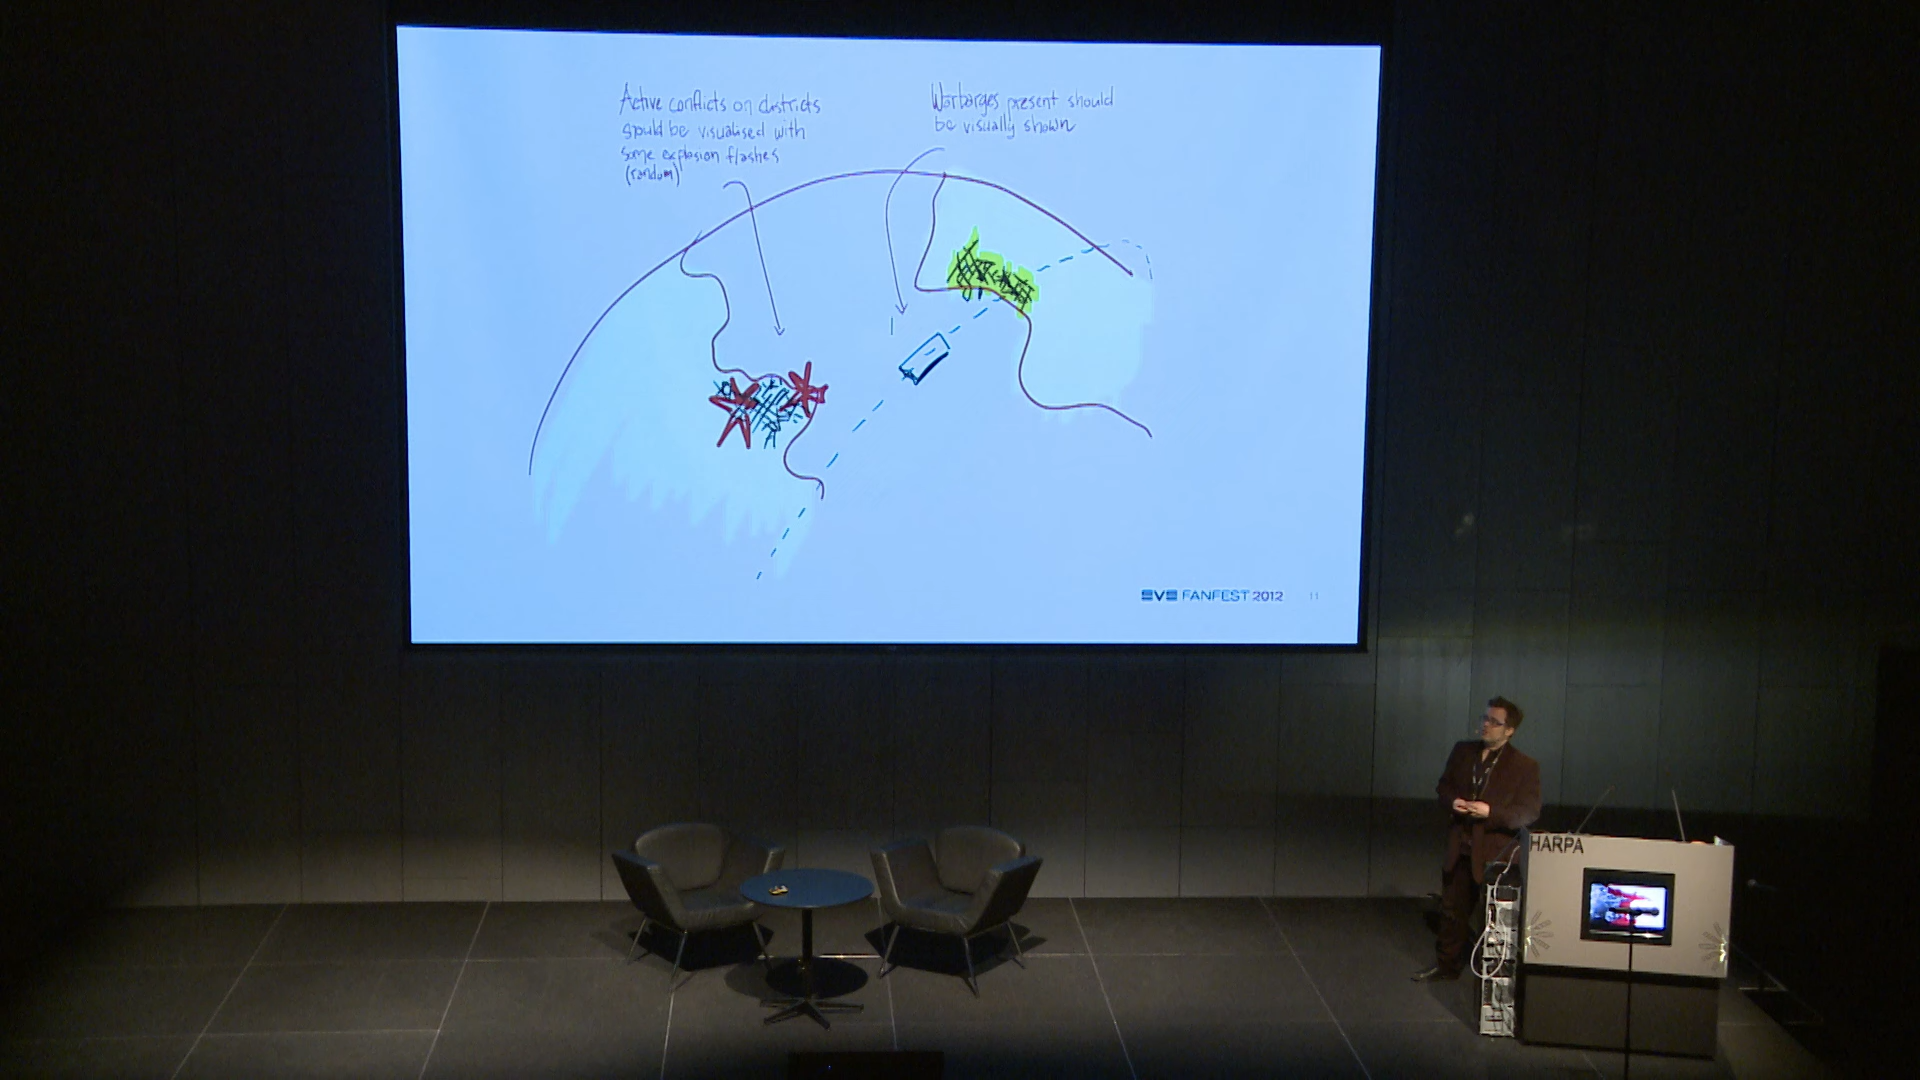 Active conflicts on districts
should be visualised with
some explosion flashes
(random)
Warbarges present should
be visually shown
EVE FANFEST 2012
11
HARPA